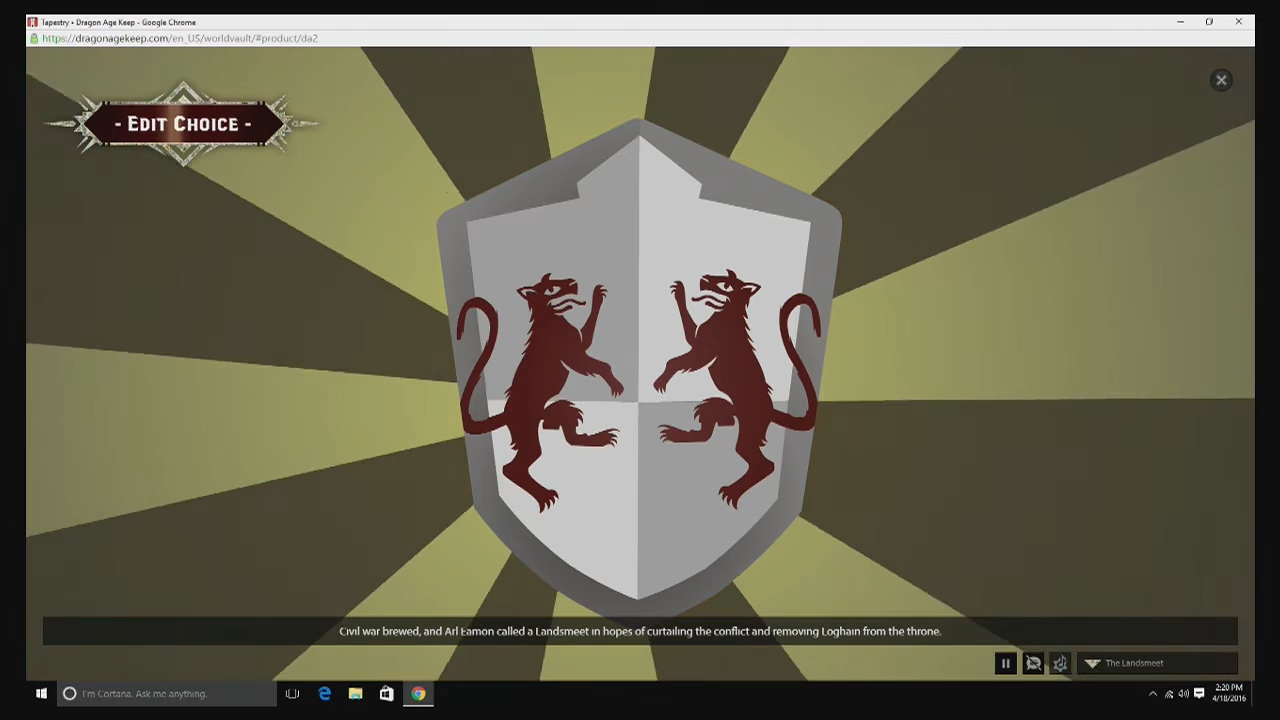 Tapestry • Dragon Age Keep - Google Chrome
https://dragonagekeep.com/en_US/worldvault/#product/da2
- Edit Choice -
Civil war brewed, and Arl Eamon called a Landsmeet in hopes of curtailing the conflict and removing Loghain from the throne.
The Landsmeet
I'm Cortana. Ask me anything.
2:20 PM
4/18/2016